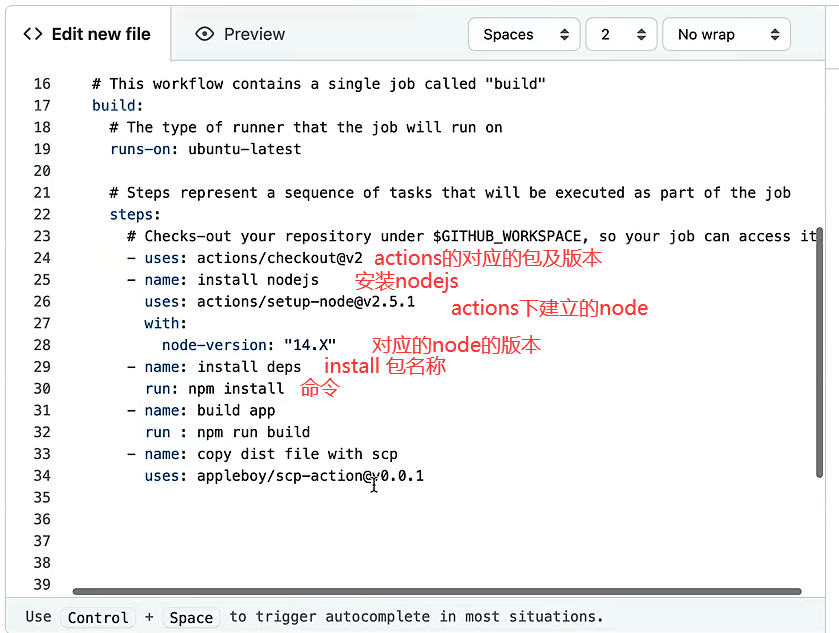 Edit new file
Preview
Spaces
2
No wrap
16 # This workflow contains a single job called "build"
17 build:
18 # The type of runner that the job will run on
19 runs-on: ubuntu-latest
20
21 # Steps represent a sequence of tasks that will be executed as part of the job
22 steps:
23 # Checks-out your repository under $GITHUB_WORKSPACE, so your job can access it
24 - uses: actions/checkout@v2 actions的对应的包及版本
25 - name: install nodejs 安装nodejs
26 uses: actions/setup-node@v2.5.1 actions下建立的node
27 with:
28 node-version: "14.X" 对应的node的版本
29 - name: install deps install 包名称
30 run: npm install 命令
31 - name: build app
32 run : npm run build
33 - name: copy dist file with scp
34 uses: appleboy/scp-action@v0.0.1
35
36
37
38
39
Use Control + Space to trigger autocomplete in most situations.